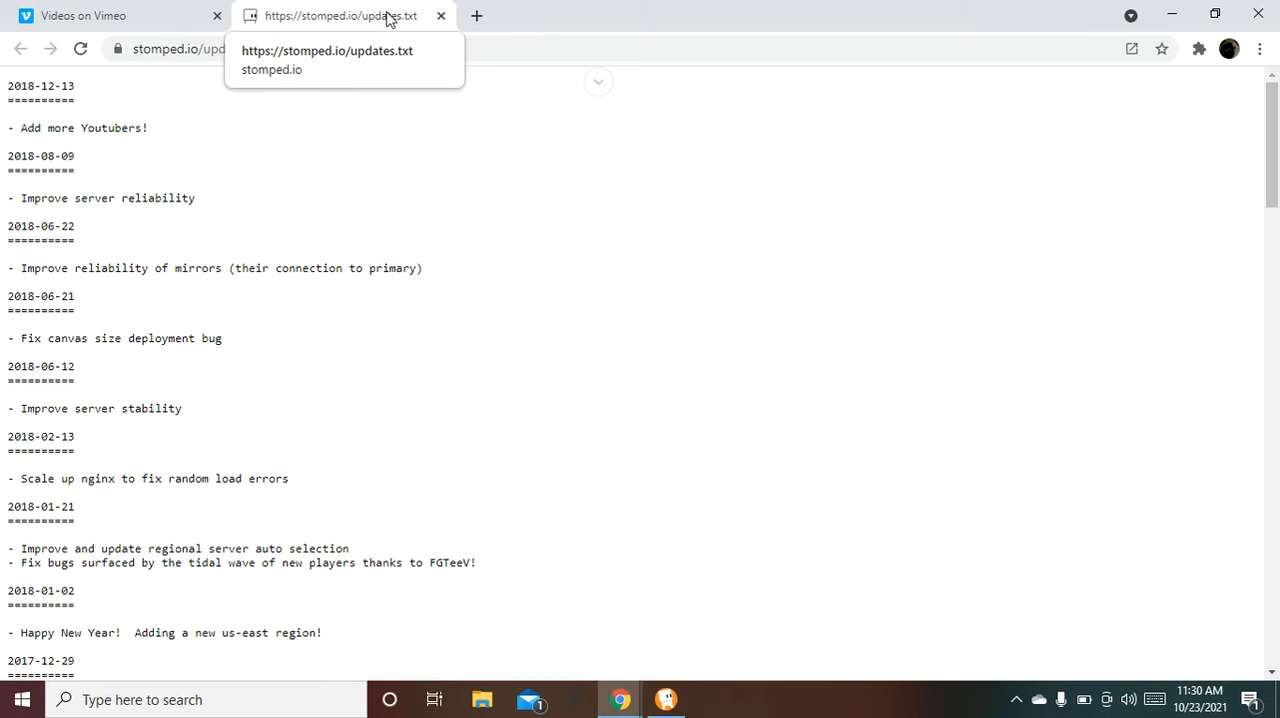 Videos on Vimeo
https://stomped.io/updates.txt
stomped.io/upd
https://stomped.io/updates.txt
stomped.io
2018-12-13
==========
- Add more Youtubers!
2018-08-09
==========
- Improve server reliability
2018-06-22
==========
- Improve reliability of mirrors (their connection to primary)
2018-06-21
==========
- Fix canvas size deployment bug
2018-06-12
==========
- Improve server stability
2018-02-13
==========
- Scale up nginx to fix random load errors
2018-01-21
==========
- Improve and update regional server auto selection
- Fix bugs surfaced by the tidal wave of new players thanks to FGTeeV!
2018-01-02
==========
- Happy New Year!  Adding a new us-east region!
2017-12-29
==========
Type here to search
1
11:30 AM
10/23/2021
1